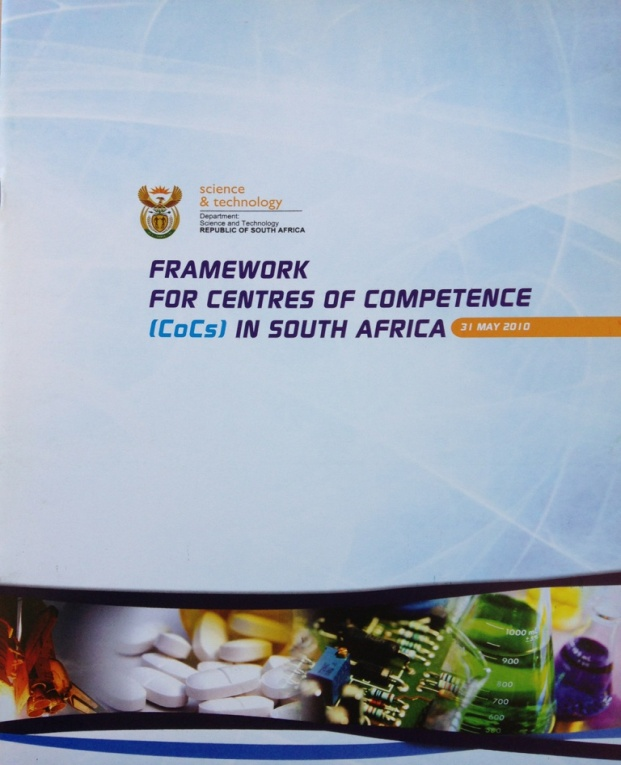 science
& technology
Department:
Science and Technology
REPUBLIC OF SOUTH AFRICA
FRAMEWORK
FOR CENTRES OF COMPETENCE
(CoCs) IN SOUTH AFRICA 31 MAY 2010
1000
900
800
700
600